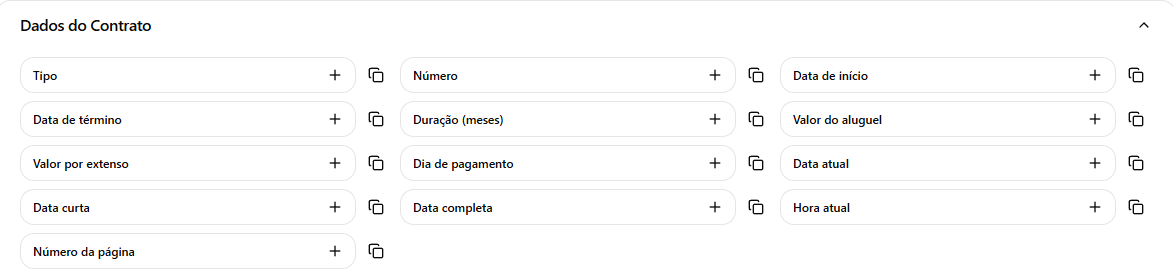 Dados do Contrato
Tipo
Número
Data de início
Data de término
Duração (meses)
Valor do aluguel
Valor por extenso
Dia de pagamento
Data atual
Data curta
Data completa
Hora atual
Número da página